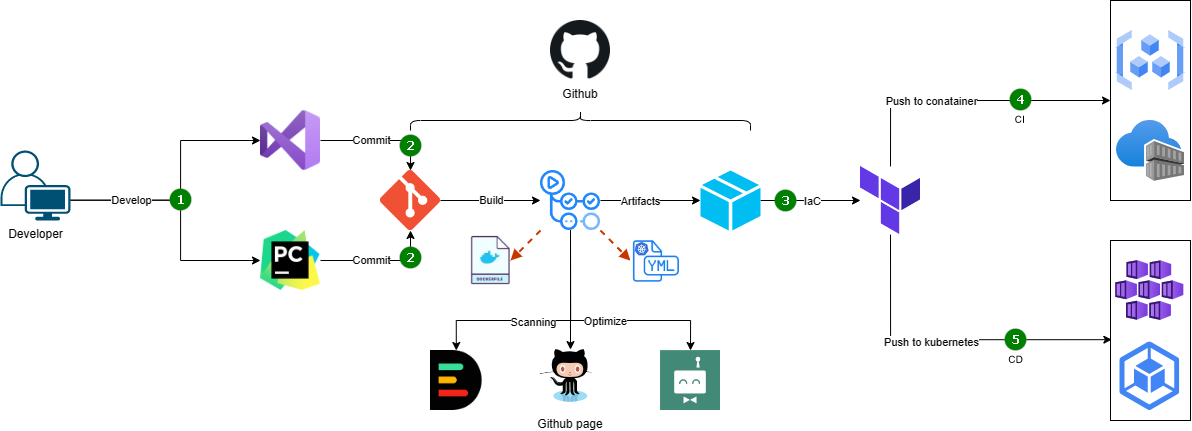 Github
Push to conatainer
4
CI
Commit
2
Develop
1
Build
Artifacts
3
IaC
Developer
PC
Commit
2
DOCKERFILE
YML
Scanning
Optimize
Push to kubernetes
5
CD
Github page